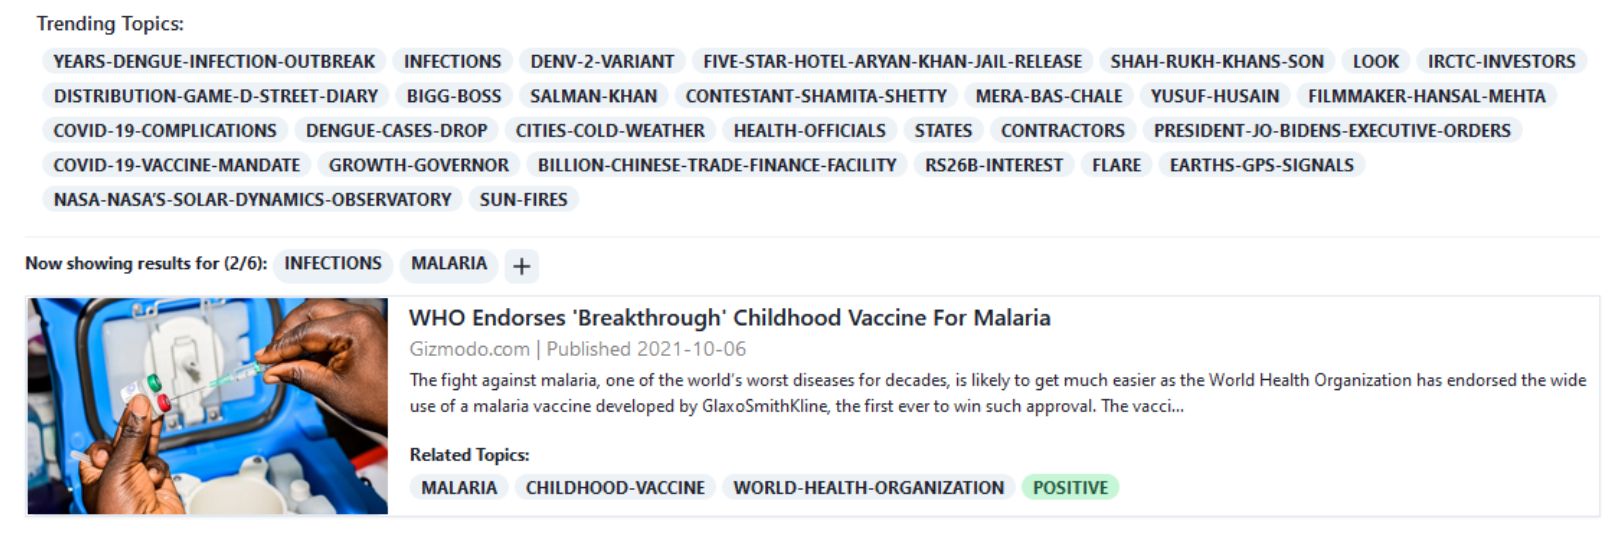 Trending Topics:
YEARS-DENGUE-INFECTION-OUTBREAK INFECTIONS DENV-2-VARIANT FIVE-STAR-HOTEL-ARYAN-KHAN-JAIL-RELEASE SHAH-RUKH-KHANS-SON LOOK IRCTC-INVESTORS
DISTRIBUTION-GAME-D-STREET-DIARY BIGG-BOSS SALMAN-KHAN CONTESTANT-SHAMITA-SHETTY MERA-BAS-CHALE YUSUF-HUSAIN FILMMAKER-HANSAL-MEHTA
COVID-19-COMPLICATIONS DENGUE-CASES-DROP CITIES-COLD-WEATHER HEALTH-OFFICIALS STATES CONTRACTORS PRESIDENT-JO-BIDENS-EXECUTIVE-ORDERS
COVID-19-VACCINE-MANDATE GROWTH-GOVERNOR BILLION-CHINESE-TRADE-FINANCE-FACILITY RS26B-INTEREST FLARE EARTHS-GPS-SIGNALS
NASA-NASA'S-SOLAR-DYNAMICS-OBSERVATORY SUN-FIRES
Now showing results for (2/6): INFECTIONS MALARIA +
WHO Endorses 'Breakthrough' Childhood Vaccine For Malaria
Gizmodo.com | Published 2021-10-06
The fight against malaria, one of the world's worst diseases for decades, is likely to get much easier as the World Health Organization has endorsed the wide
use of a malaria vaccine developed by GlaxoSmithKline, the first ever to win such approval. The vacci...
Related Topics:
MALARIA CHILDHOOD-VACCINE WORLD-HEALTH-ORGANIZATION POSITIVE